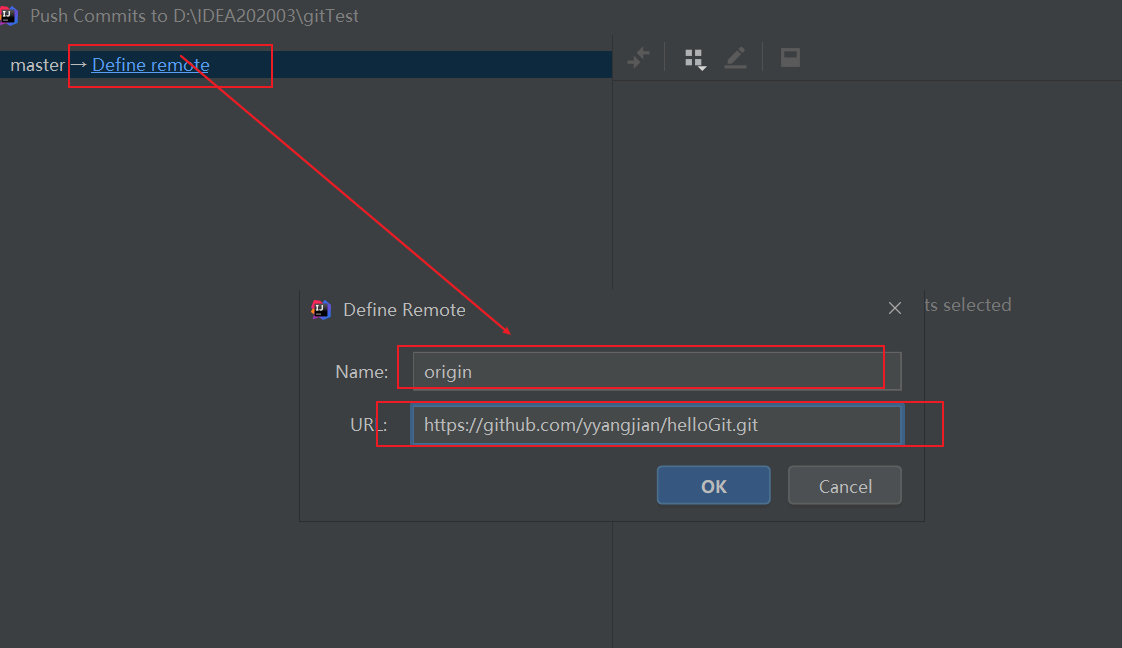 Push Commits to D:\IDEA202003\gitTest
master → Define remote
ts selected
Define Remote
Name: origin
URL: https://github.com/yyangjian/helloGit.git
OK Cancel